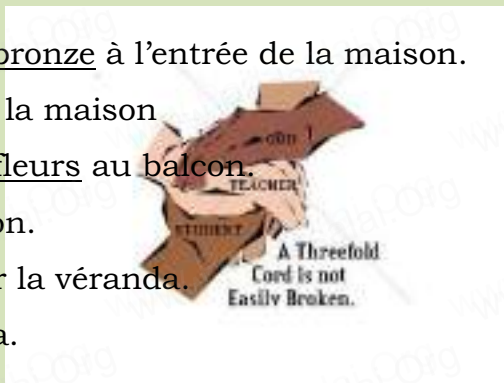 bronze à l’entrée de la maison.
la maison
fleurs au balcon.
on.
r la véranda.
a.
GOD
TEACHER
STUDENT
A Threefold
Cord is not
Easily Broken.